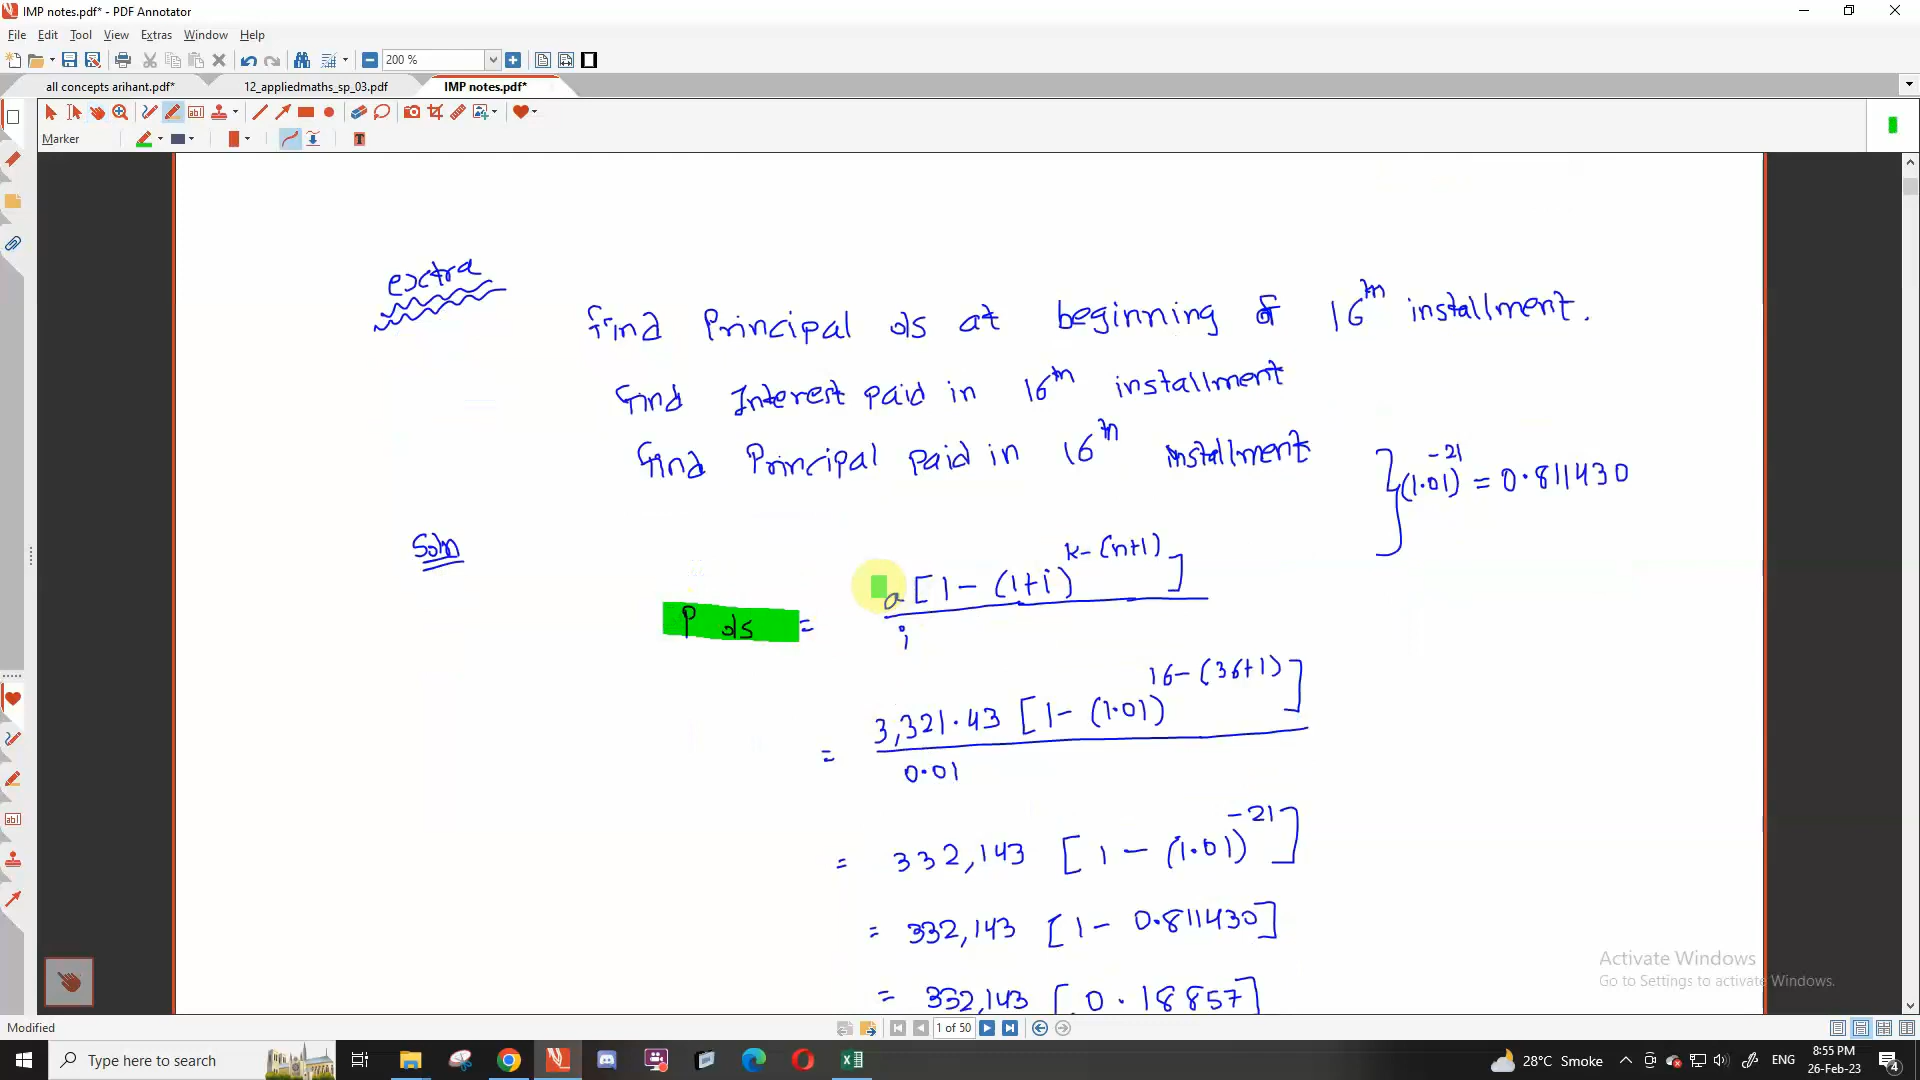 IMP notes.pdf* - PDF Annotator
File Edit Tool View Extras Window Help
200 %
all concepts arihant.pdf* 12_appliedmaths_sp_03.pdf IMP notes.pdf*
Marker
extra
find Principal o/s at beginning of 16th installment.
find Interest paid in 16th installment
find Principal paid in 16th installment
} (1.01)^-21 = 0.811430
Soln
P o/s = a [1 - (1+i)^k-(n+1)] / i
= 3,321.43 [1 - (1.01)^16-(36+1)] / 0.01
= 332,143 [1 - (1.01)^-21]
= 332,143 [1 - 0.811430]
= 332,143 [0.18857]
Activate Windows
Go to Settings to activate Windows.
Modified
1 of 50
Type here to search
28°C Smoke
ENG
8:55 PM
26-Feb-23
4